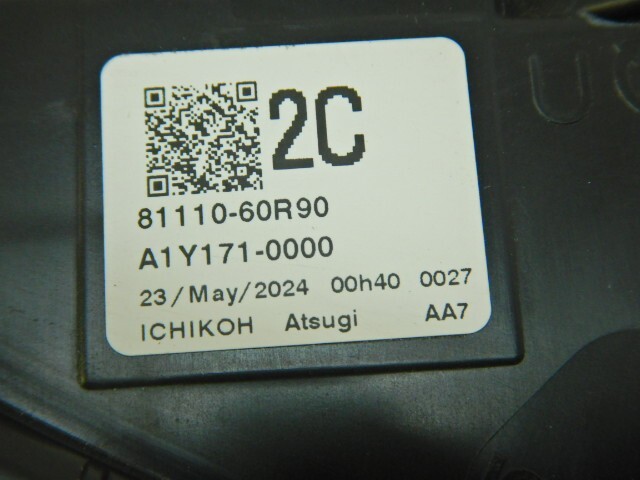 2C
81110-60R90
A1Y171-0000
23/May/2024 00h40 0027
ICHIKOH Atsugi AA7